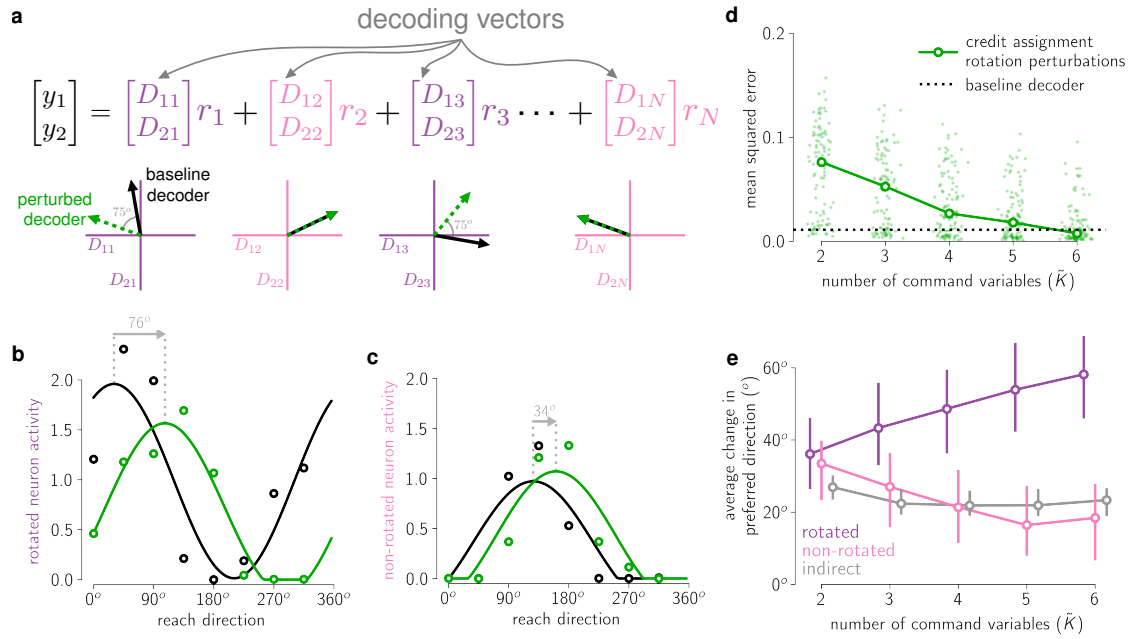 a
decoding vectors
[y1 y2] = [D11 D21] r1 + [D12 D22] r2 + [D13 D23] r3 ··· + [D1N D2N] rN
baseline decoder
perturbed decoder
75°
D11
D21
D12
D22
75°
D13
D23
D1N
D2N
b
76°
rotated neuron activity
2.0
1.5
1.0
0.5
0.0
0° 90° 180° 270° 360°
reach direction
c
34°
non-rotated neuron activity
2.0
1.5
1.0
0.5
0.0
0° 90° 180° 270° 360°
reach direction
d
mean squared error
0.2
0.1
0.0
credit assignment
rotation perturbations
baseline decoder
2 3 4 5 6
number of command variables (K̃)
e
average change in
preferred direction (°)
60°
40°
20°
0°
rotated
non-rotated
indirect
2 3 4 5 6
number of command variables (K̃)